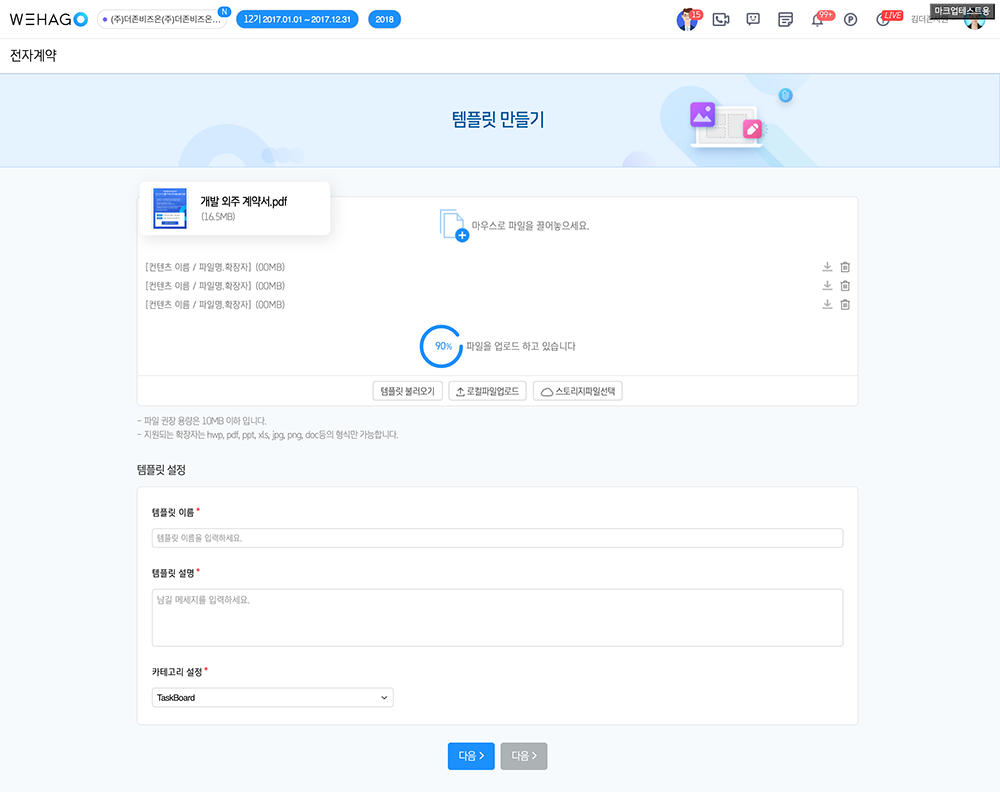 WEHAGO
(주)더존비즈온(주)더존비즈온... N
12기 2017.01.01 ~ 2017.12.31
2018
15
99+
LIVE
마크업테스트용
전자계약
템플릿 만들기
개발 외주 계약서.pdf
(16.5MB)
마우스로 파일을 끌어놓으세요.
[컨텐츠 이름 / 파일명.확장자] (00MB)
[컨텐츠 이름 / 파일명.확장자] (00MB)
[컨텐츠 이름 / 파일명.확장자] (00MB)
90% 파일을 업로드 하고 있습니다
템플릿 불러오기 로컬파일업로드 스토리지파일선택
- 파일 권장 용량은 10MB 이하 입니다.
- 지원되는 확장자는 hwp, pdf, ppt, xls, jpg, png, doc등의 형식만 가능합니다.
템플릿 설정
템플릿 이름 *
템플릿 이름을 입력하세요.
템플릿 설명 *
남길 메세지를 입력하세요.
카테고리 설정 *
TaskBoard
다음 다음